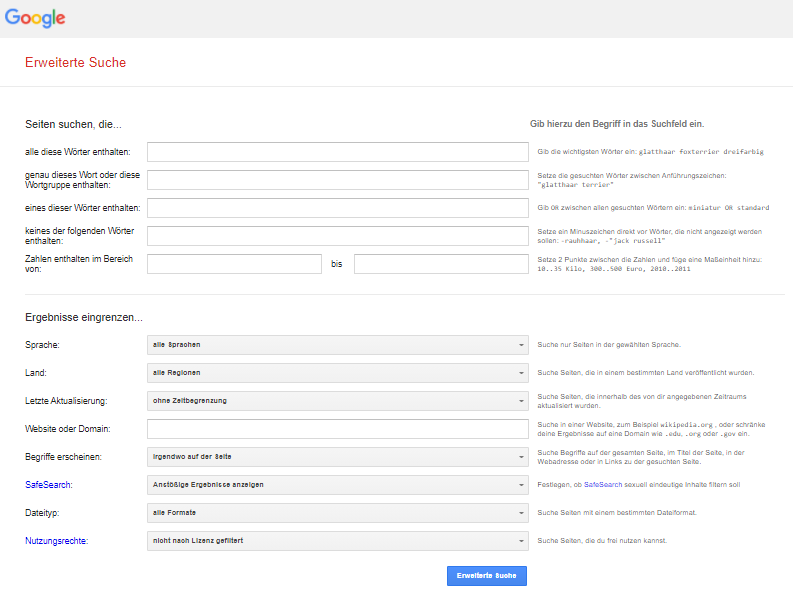 Google
Erweiterte Suche
Seiten suchen, die...
Gib hierzu den Begriff in das Suchfeld ein.
alle diese Wörter enthalten:
Gib die wichtigsten Wörter ein: glatthaar foxterrier dreifarbig
genau dieses Wort oder diese
Wortgruppe enthalten:
Setze die gesuchten Wörter zwischen Anführungszeichen:
"glatthaar terrier"
eines dieser Wörter enthalten:
Gib OR zwischen allen gesuchten Wörtern ein: miniatur OR standard
keines der folgenden Wörter
enthalten:
Setze ein Minuszeichen direkt vor Wörter, die nicht angezeigt werden
sollen: -rauhhaar, -"jack russell"
Zahlen enthalten im Bereich
von:
bis
Setze 2 Punkte zwischen die Zahlen und füge eine Maßeinheit hinzu:
10..35 Kilo, 300..500 Euro, 2010..2011
Ergebnisse eingrenzen...
Sprache:
alle Sprachen
Suche nur Seiten in der gewählten Sprache.
Land:
alle Regionen
Suche Seiten, die in einem bestimmten Land veröffentlicht wurden.
Letzte Aktualisierung:
ohne Zeitbegrenzung
Suche Seiten, die innerhalb des von dir angegebenen Zeitraums
aktualisiert wurden.
Website oder Domain:
Suche in einer Website, zum Beispiel wikipedia.org , oder schränke
deine Ergebnisse auf eine Domain wie .edu, .org oder .gov ein.
Begriffe erscheinen:
irgendwo auf der Seite
Suche Begriffe auf der gesamten Seite, im Titel der Seite, in der
Webadresse oder in Links zu der gesuchten Seite.
SafeSearch:
Anstößige Ergebnisse anzeigen
Festlegen, ob SafeSearch sexuell eindeutige Inhalte filtern soll
Dateityp:
alle Formate
Suche Seiten mit einem bestimmten Dateiformat.
Nutzungsrechte:
nicht nach Lizenz gefiltert
Suche Seiten, die du frei nutzen kannst.
Erweiterte Suche